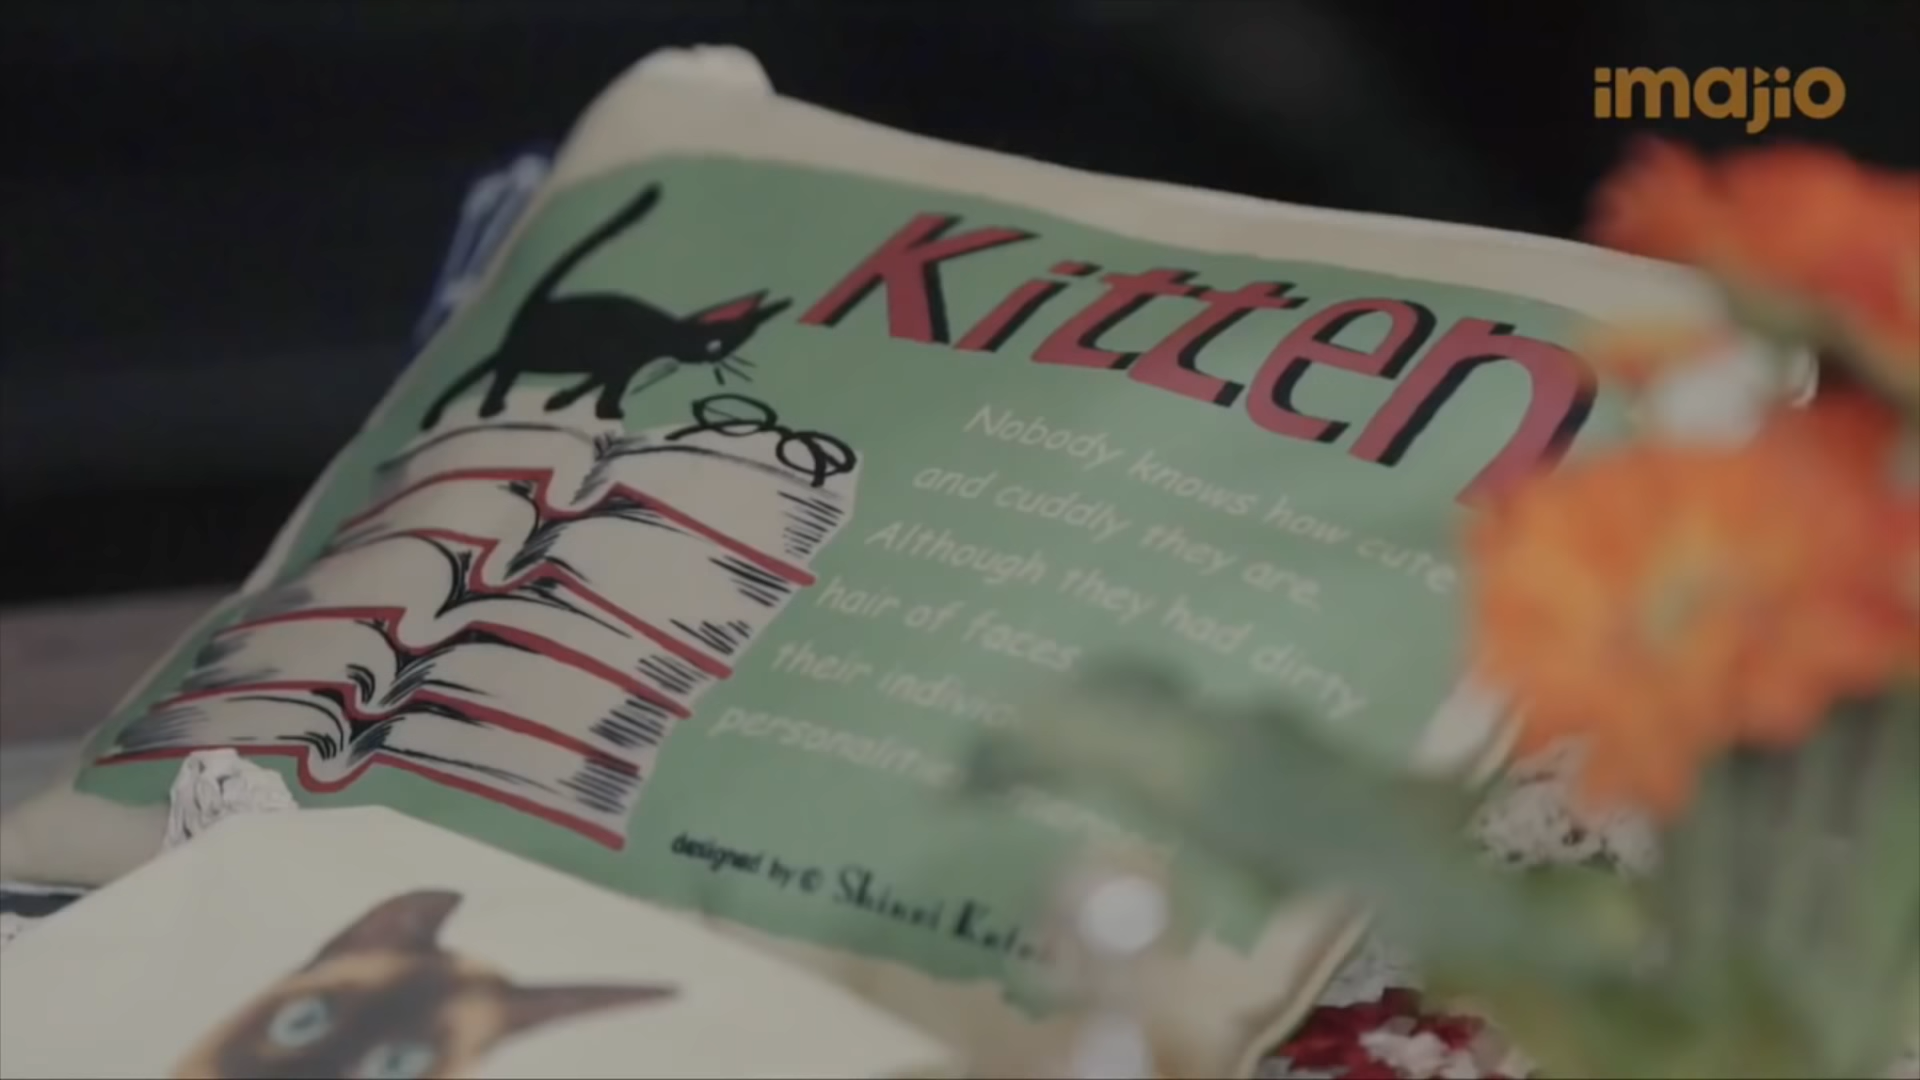 imajio
Kitten
Nobody knows how cute
and cuddly they are.
Although they had dirty
hair of faces
their
designed by © Shinzi